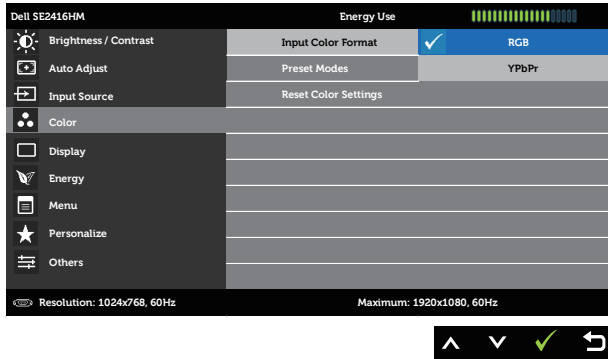 Dell SE2416HM Energy Use
Brightness / Contrast Input Color Format RGB
Auto Adjust Preset Modes YPbPr
Input Source Reset Color Settings
Color
Display
Energy
Menu
Personalize
Others
Resolution: 1024x768, 60Hz Maximum: 1920x1080, 60Hz